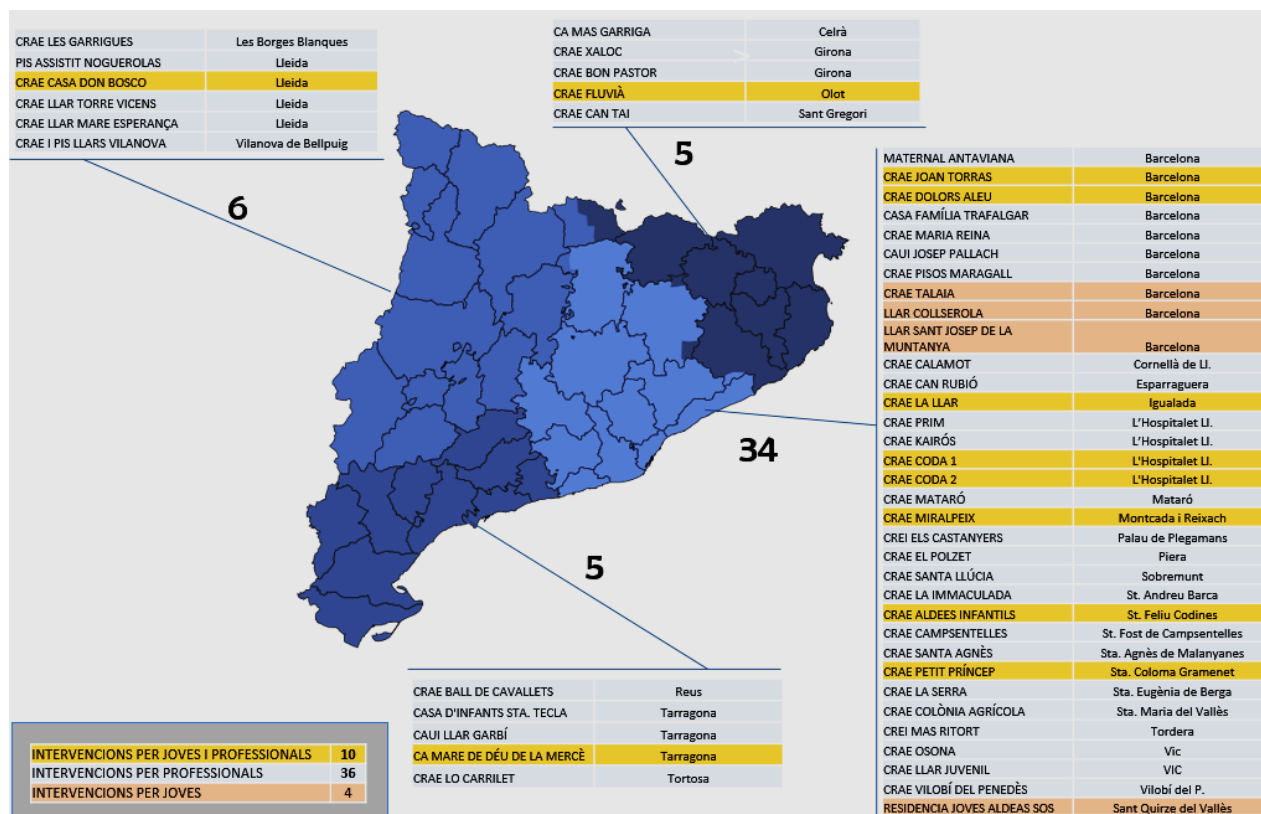 CRAE LES GARRIGUES Les Borges Blanques
PIS ASSISTIT NOGUEROLAS Lleida
CRAE CASA DON BOSCO Lleida
CRAE LLAR TORRE VICENS Lleida
CRAE LLAR MARE ESPERANÇA Lleida
CRAE I PIS LLARS VILANOVA Vilanova de Bellpuig
6
CA MAS GARRIGA Celrà
CRAE XALOC Girona
CRAE BON PASTOR Girona
CRAE FLUVIÀ Olot
CRAE CAN TAI Sant Gregori
5
MATERNAL ANTAVIANA Barcelona
CRAE JOAN TORRAS Barcelona
CRAE DOLORS ALEU Barcelona
CASA FAMÍLIA TRAFALGAR Barcelona
CRAE MARIA REINA Barcelona
CAUI JOSEP PALLACH Barcelona
CRAE PISOS MARAGALL Barcelona
CRAE TALAIA Barcelona
LLAR COLLSEROLA Barcelona
LLAR SANT JOSEP DE LA
MUNTANYA Barcelona
CRAE CALAMOT Cornellà de Ll.
CRAE CAN RUBIÓ Esparraguera
CRAE LA LLAR Igualada
CRAE PRIM L'Hospitalet Ll.
CRAE KAIRÓS L'Hospitalet Ll.
CRAE CODA 1 L'Hospitalet Ll.
CRAE CODA 2 L'Hospitalet Ll.
CRAE MATARÓ Mataró
CRAE MIRALPEIX Montcada i Reixach
CREI ELS CASTANYERS Palau de Plegamans
CRAE EL POLZET Piera
CRAE SANTA LLÚCIA Sobremunt
CRAE LA IMMACULADA St. Andreu Barca
CRAE ALDEES INFANTILS St. Feliu Codines
CRAE CAMPSENTELLES St. Fost de Campsentelles
CRAE SANTA AGNÈS Sta. Agnès de Malanyanes
CRAE PETIT PRÍNCEP Sta. Coloma Gramenet
CRAE LA SERRA Sta. Eugènia de Berga
CRAE COLÒNIA AGRÍCOLA Sta. Maria del Vallès
CREI MAS RITORT Tordera
CRAE OSONA Vic
CRAE LLAR JUVENIL VIC
CRAE VILOBÍ DEL PENEDÈS Vilobí del P.
RESIDENCIA JOVES ALDEAS SOS Sant Quirze del Vallès
34
5
CRAE BALL DE CAVALLETS Reus
CASA D'INFANTS STA. TECLA Tarragona
CAUI LLAR GARBÍ Tarragona
CA MARE DE DÉU DE LA MERCÈ Tarragona
CRAE LO CARRILET Tortosa
INTERVENCIONS PER JOVES I PROFESSIONALS 10
INTERVENCIONS PER PROFESSIONALS 36
INTERVENCIONS PER JOVES 4